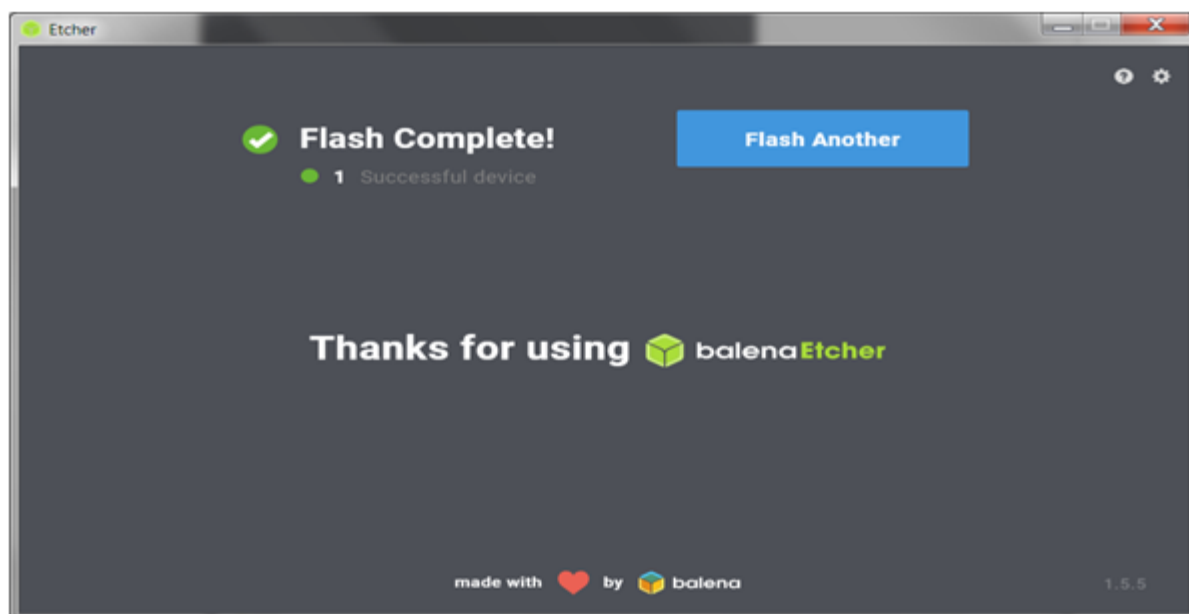 Etcher
Flash Complete!
Flash Another
1 Successful device
Thanks for using balenaEtcher
made with by balena
1.5.5